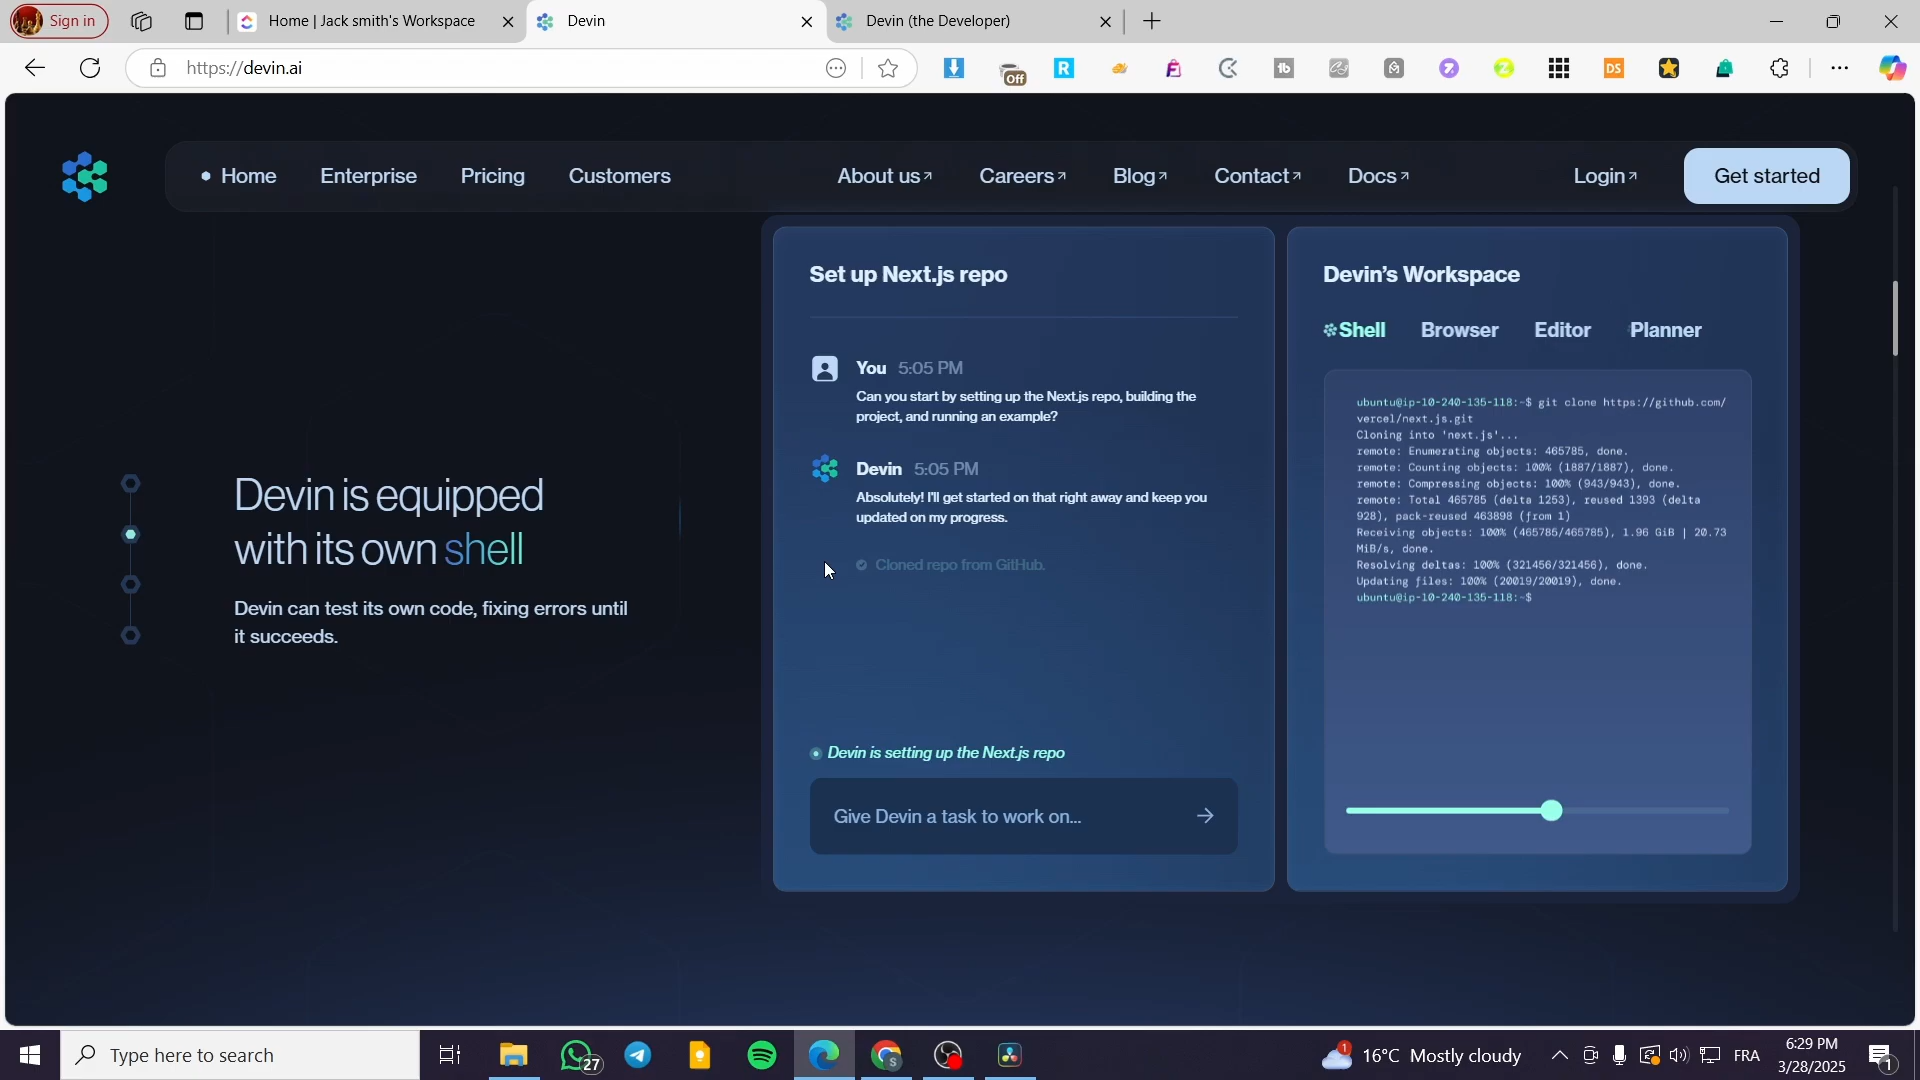 Sign in
Home | Jack smith's Workspace
Devin
Devin (the Developer)
https://devin.ai
Off
R
tb
DS
Home
Enterprise
Pricing
Customers
About us
Careers
Blog
Contact
Docs
Login
Get started
Set up Next.js repo
You 5:05 PM
Can you start by setting up the Next.js repo, building the
project, and running an example?
Devin 5:05 PM
Absolutely! I'll get started on that right away and keep you
updated on my progress.
Cloned repo from GitHub.
Devin is setting up the Next.js repo
Give Devin a task to work on...
Devin's Workspace
Shell
Browser
Editor
Planner
ubuntu@ip-10-240-135-118:~$ git clone https://github.com/
vercel/next.js.git
Cloning into 'next.js'...
remote: Enumerating objects: 465785, done.
remote: Counting objects: 100% (1887/1887), done.
remote: Compressing objects: 100% (943/943), done.
remote: Total 465785 (delta 1253), reused 1393 (delta
928), pack-reused 463898 (from 1)
Receiving objects: 100% (465785/465785), 1.96 GiB | 20.73
MiB/s, done.
Resolving deltas: 100% (321456/321456), done.
Updating files: 100% (20019/20019), done.
ubuntu@ip-10-240-135-118:~$
Devin is equipped
with its own shell
Devin can test its own code, fixing errors until
it succeeds.
Type here to search
27
S
1
16°C Mostly cloudy
FRA
6:29 PM
3/28/2025
1